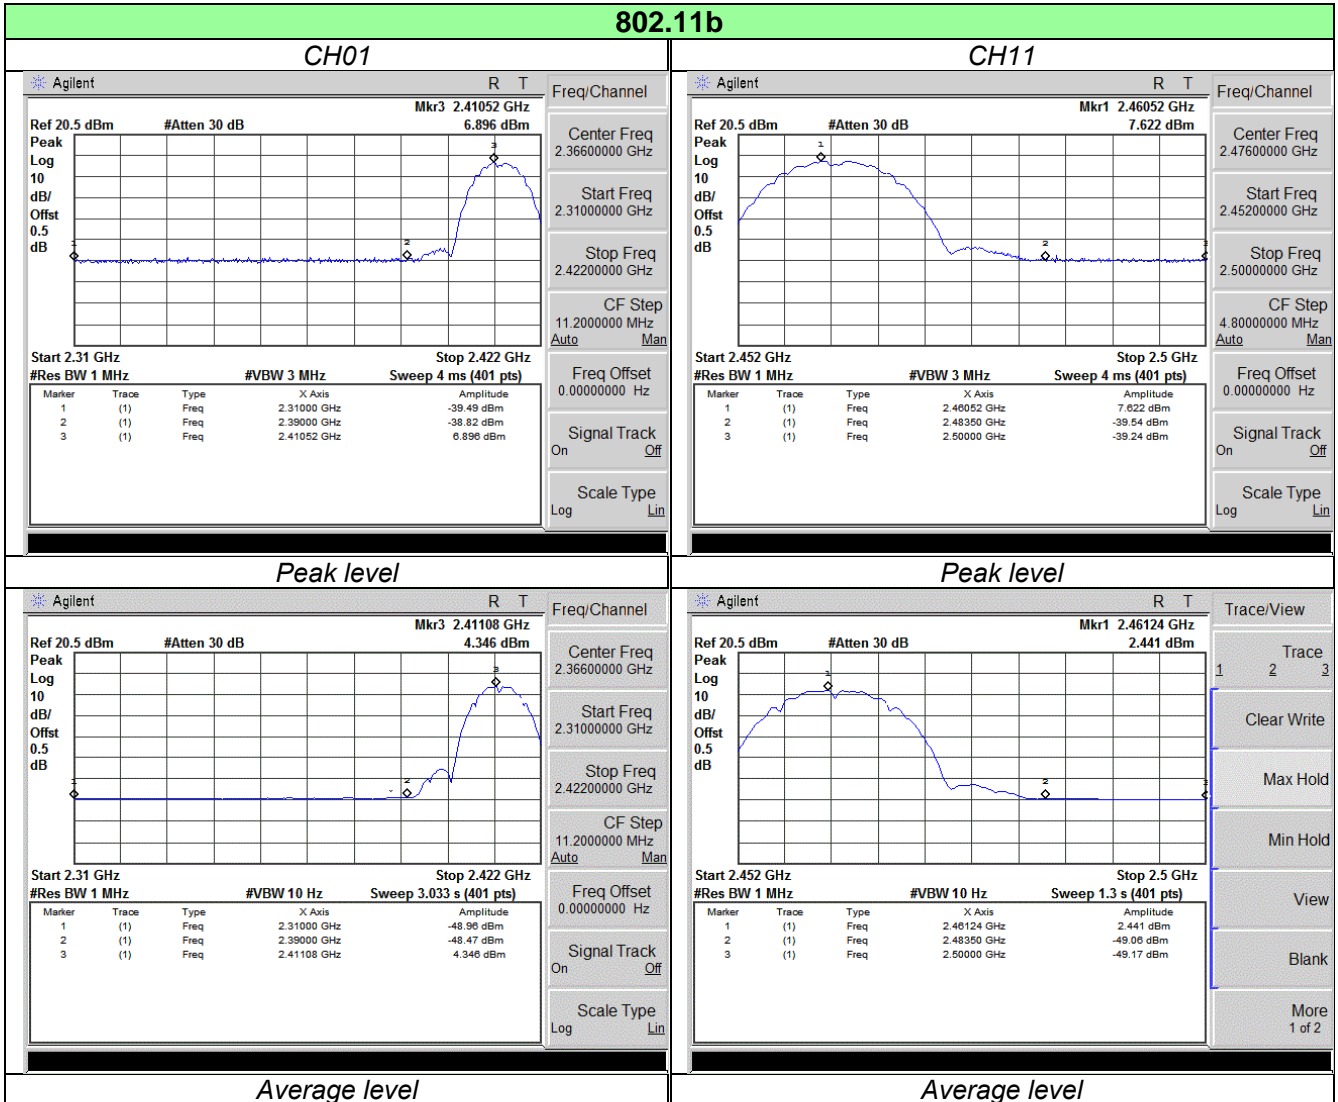 802.11b
CH01
CH11
Agilent
R T
Freq/Channel
Mkr3 2.41052 GHz
Ref 20.5 dBm #Atten 30 dB 6.896 dBm
Peak
Log
10
dB/
Offst
0.5
dB
1
2
3
Start 2.31 GHz Stop 2.422 GHz
#Res BW 1 MHz #VBW 3 MHz Sweep 4 ms (401 pts)
Marker Trace Type X Axis Amplitude
1 (1) Freq 2.31000 GHz -39.49 dBm
2 (1) Freq 2.39000 GHz -38.82 dBm
3 (1) Freq 2.41052 GHz 6.896 dBm
Center Freq
2.36600000 GHz
Start Freq
2.31000000 GHz
Stop Freq
2.42200000 GHz
CF Step
11.2000000 MHz
Auto Man
Freq Offset
0.00000000 Hz
Signal Track
On Off
Scale Type
Log Lin
Agilent
R T
Freq/Channel
Mkr1 2.46052 GHz
Ref 20.5 dBm #Atten 30 dB 7.622 dBm
Peak
Log
10
dB/
Offst
0.5
dB
1
2
3
Start 2.452 GHz Stop 2.5 GHz
#Res BW 1 MHz #VBW 3 MHz Sweep 4 ms (401 pts)
Marker Trace Type X Axis Amplitude
1 (1) Freq 2.46052 GHz 7.622 dBm
2 (1) Freq 2.48350 GHz -39.54 dBm
3 (1) Freq 2.50000 GHz -39.24 dBm
Center Freq
2.47600000 GHz
Start Freq
2.45200000 GHz
Stop Freq
2.50000000 GHz
CF Step
4.80000000 MHz
Auto Man
Freq Offset
0.00000000 Hz
Signal Track
On Off
Scale Type
Log Lin
Peak level
Peak level
Agilent
R T
Freq/Channel
Mkr3 2.41108 GHz
Ref 20.5 dBm #Atten 30 dB 4.346 dBm
Peak
Log
10
dB/
Offst
0.5
dB
1
2
3
Start 2.31 GHz Stop 2.422 GHz
#Res BW 1 MHz #VBW 10 Hz Sweep 3.033 s (401 pts)
Marker Trace Type X Axis Amplitude
1 (1) Freq 2.31000 GHz -48.96 dBm
2 (1) Freq 2.39000 GHz -48.47 dBm
3 (1) Freq 2.41108 GHz 4.346 dBm
Center Freq
2.36600000 GHz
Start Freq
2.31000000 GHz
Stop Freq
2.42200000 GHz
CF Step
11.2000000 MHz
Auto Man
Freq Offset
0.00000000 Hz
Signal Track
On Off
Scale Type
Log Lin
Agilent
R T
Trace/View
Mkr1 2.46124 GHz
Ref 20.5 dBm #Atten 30 dB 2.441 dBm
Peak
Log
10
dB/
Offst
0.5
dB
1
2
3
Start 2.452 GHz Stop 2.5 GHz
#Res BW 1 MHz #VBW 10 Hz Sweep 1.3 s (401 pts)
Marker Trace Type X Axis Amplitude
1 (1) Freq 2.46124 GHz 2.441 dBm
2 (1) Freq 2.48350 GHz -49.06 dBm
3 (1) Freq 2.50000 GHz -49.17 dBm
Trace
1 2 3
Clear Write
Max Hold
Min Hold
View
Blank
More
1 of 2
Average level
Average level